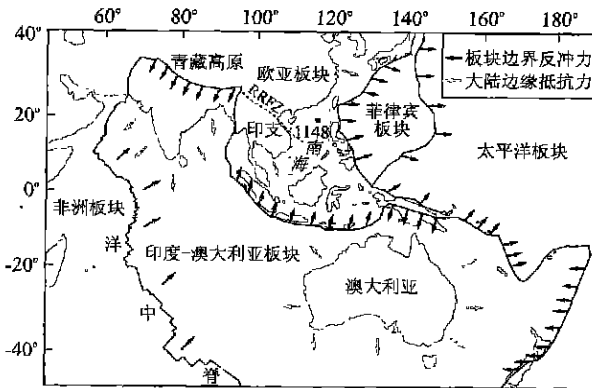 60° 80° 100° 120° 140° 160° 180°
40°
20°
0°
-20°
-40°
青藏高原
欧亚板块
板块边界反冲力
大陆边缘抵抗力
RRFZ
印支
1148
南海
菲律宾
板块
太平洋板块
非洲板块
印度-澳大利亚板块
澳大利亚
洋中脊